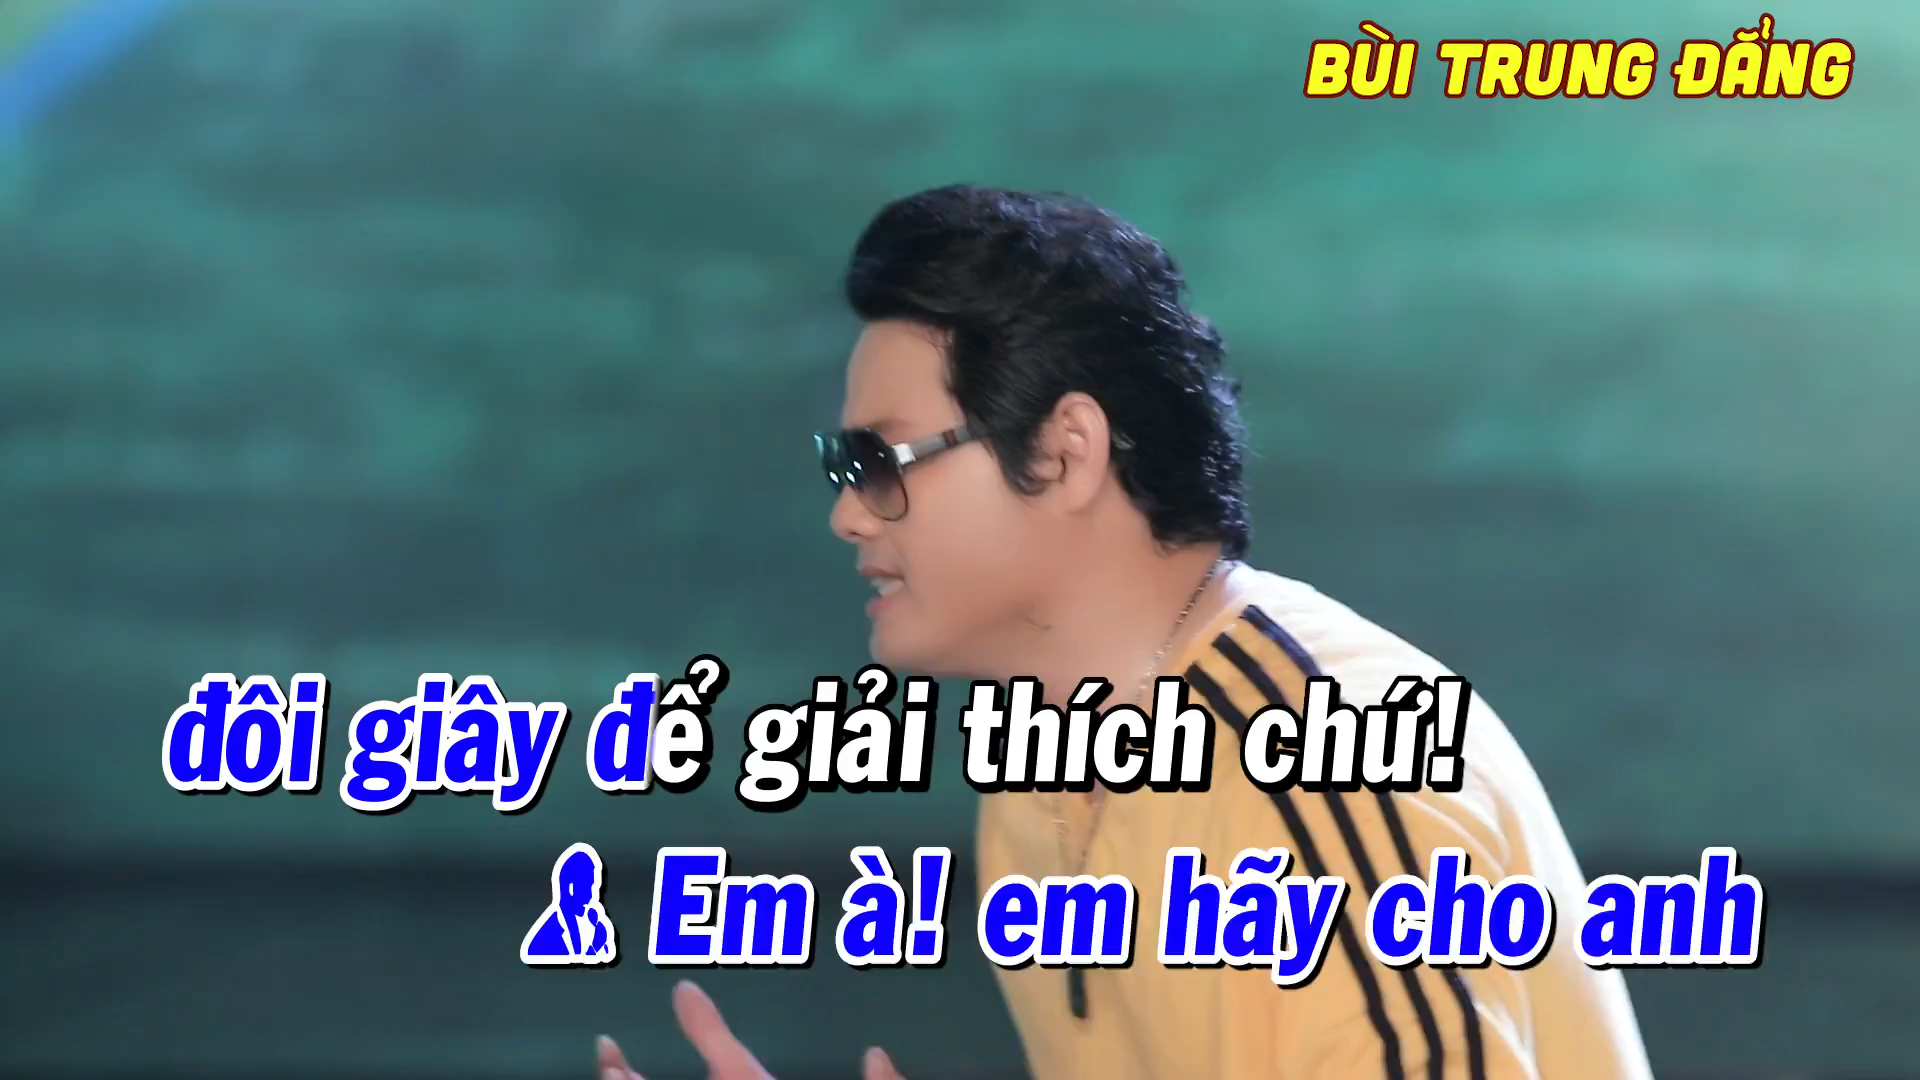 BÙI TRUNG ĐẲNG
đôi giây để giải thích chứ!
Em à! em hãy cho anh